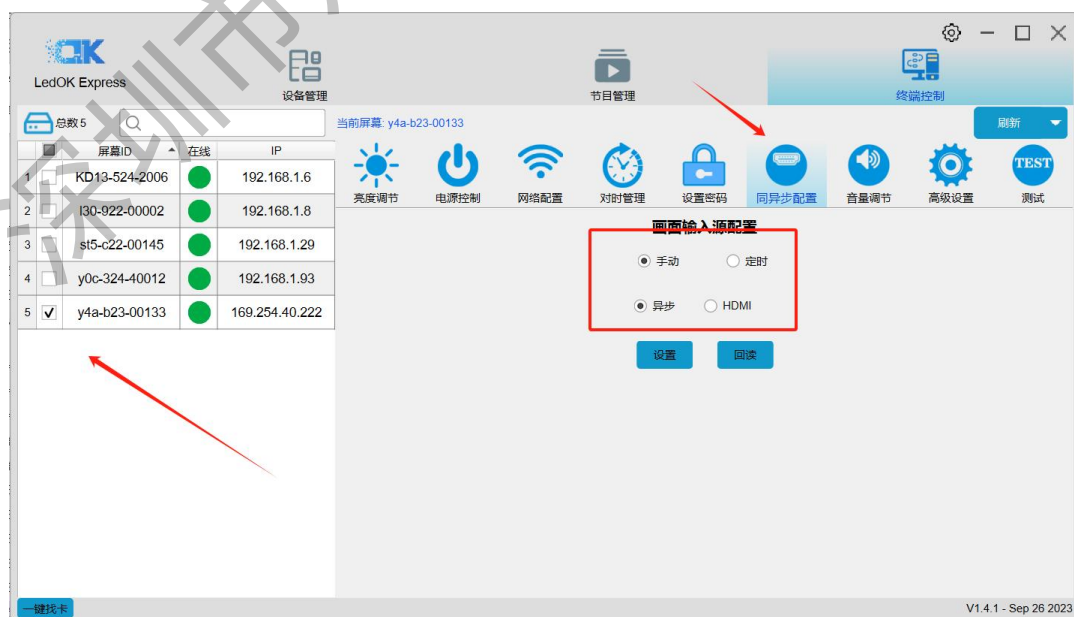 LedOK Express
设备管理
节目管理
终端控制
总数 5
当前屏幕: y4a-b23-00133
刷新
屏幕ID 在线 IP
1 KD13-524-2006 192.168.1.6
2 l30-922-00002 192.168.1.8
3 st5-c22-00145 192.168.1.29
4 y0c-324-40012 192.168.1.93
5 y4a-b23-00133 169.254.40.222
亮度调节 电源控制 网络配置 对时管理 设置密码 同异步配置 音量调节 高级设置 测试
TEST
画面输入源配置
手动 定时
异步 HDMI
设置 回读
一键找卡
V1.4.1 - Sep 26 2023
深圳市